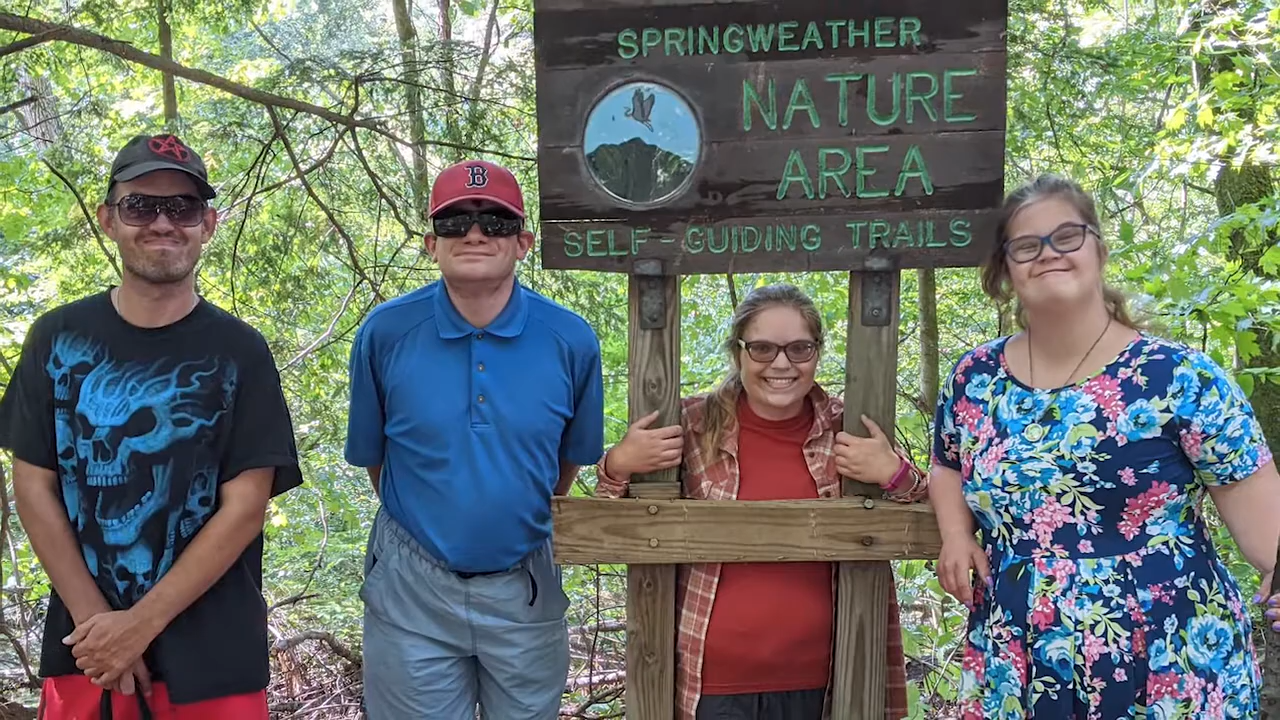 SPRINGWEATHER
NATURE
AREA
SELF-GUIDING TRAILS
B